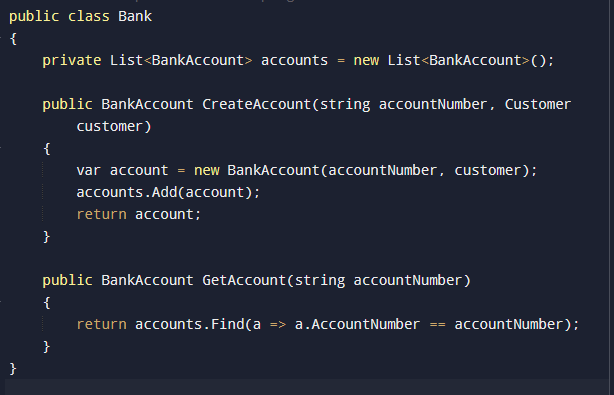 public class Bank
{
    private List<BankAccount> accounts = new List<BankAccount>();
    public BankAccount CreateAccount(string accountNumber, Customer
        customer)
    {
        var account = new BankAccount(accountNumber, customer);
        accounts.Add(account);
        return account;
    }
    public BankAccount GetAccount(string accountNumber)
    {
        return accounts.Find(a => a.AccountNumber == accountNumber);
    }
}